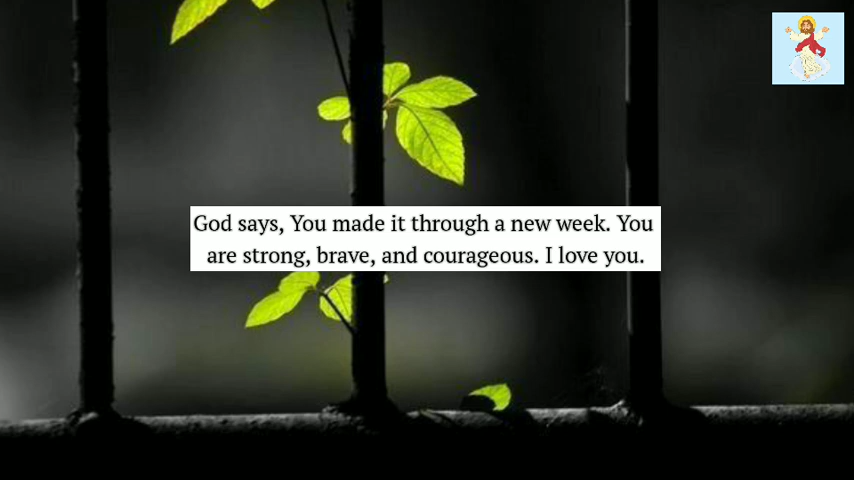 God says, You made it through a new week. You
are strong, brave, and courageous. I love you.